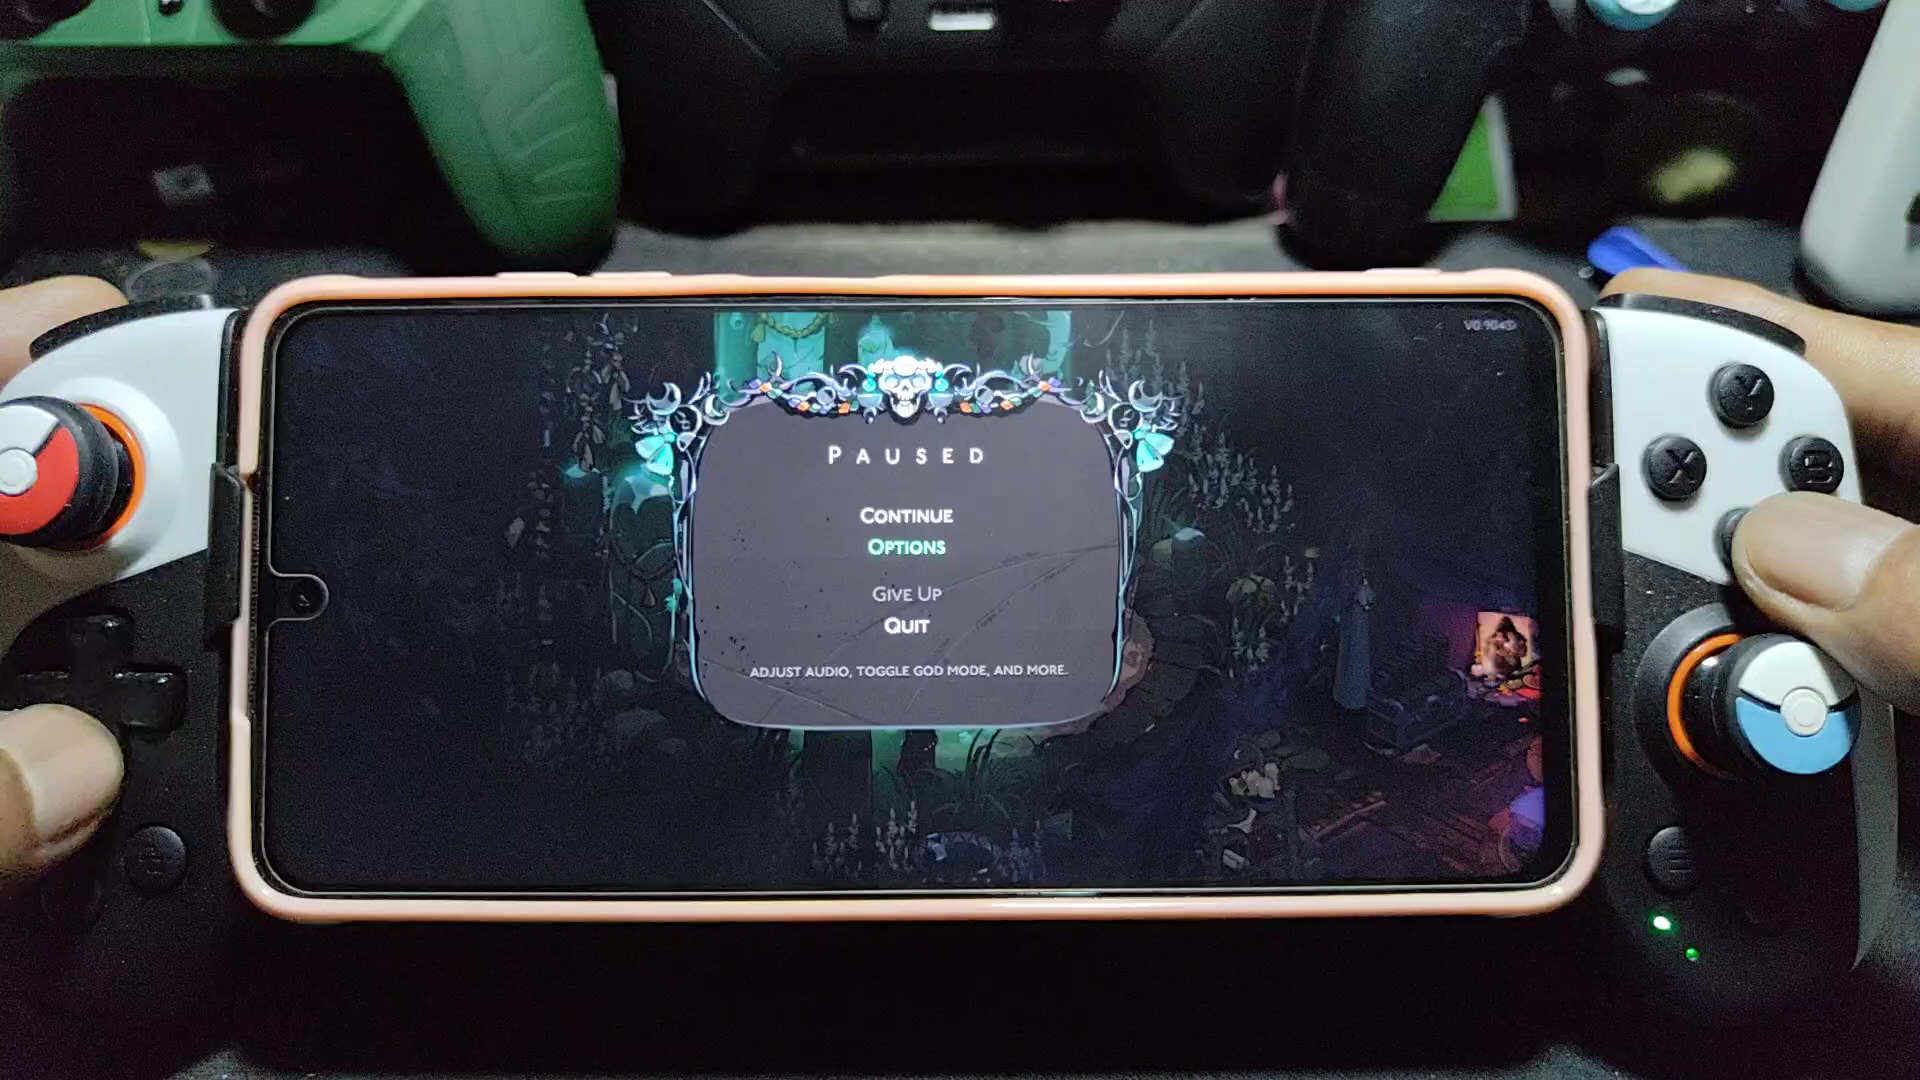 PAUSED
CONTINUE
OPTIONS
GIVE UP
QUIT
ADJUST AUDIO, TOGGLE GOD MODE, AND MORE.
Y
X
B